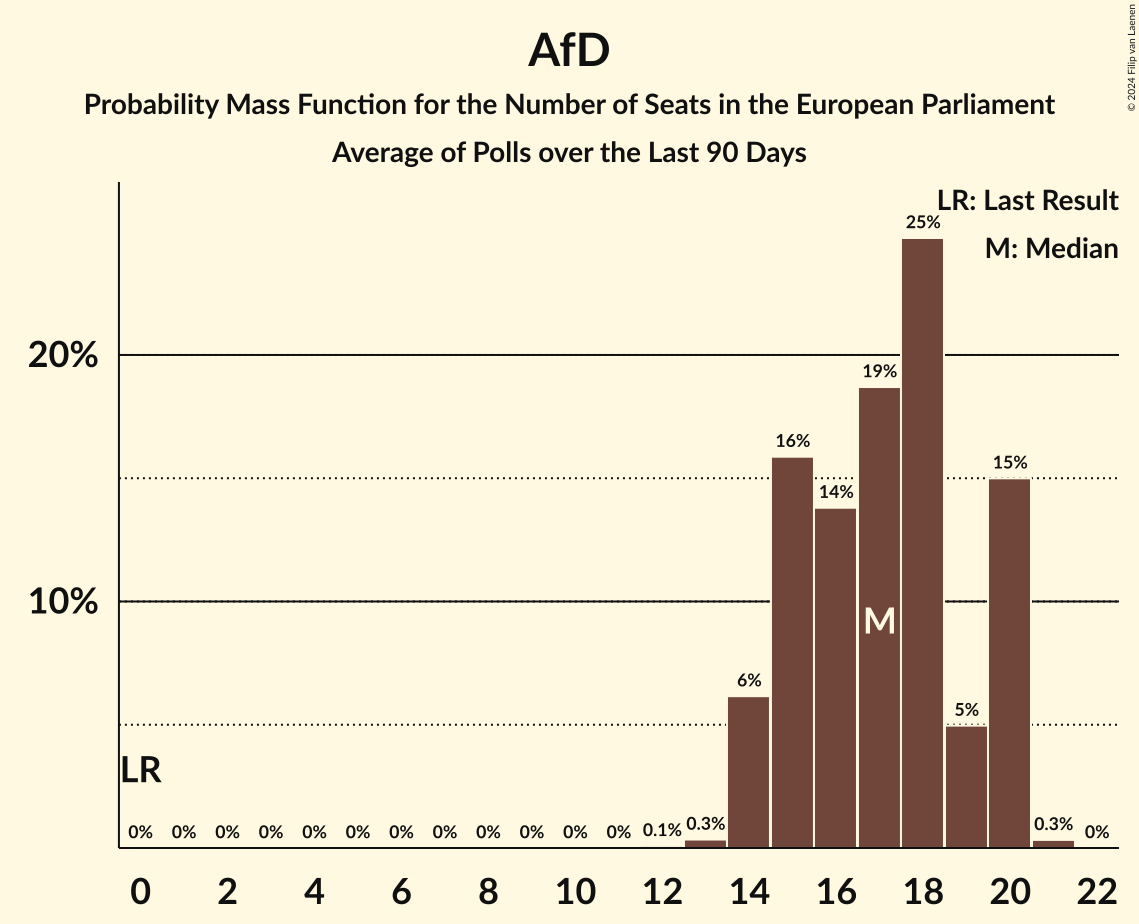 AfD
Probability Mass Function for the Number of Seats in the European Parliament
Average of Polls over the Last 90 Days
© 2024 Filip van Laenen
LR: Last Result
M: Median
20%
10%
25%
19%
16%
15%
14%
M
6%
5%
LR
0% 0% 0% 0% 0% 0% 0% 0% 0% 0% 0% 0% 0.1% 0.3% 0.3% 0%
0 2 4 6 8 10 12 14 16 18 20 22